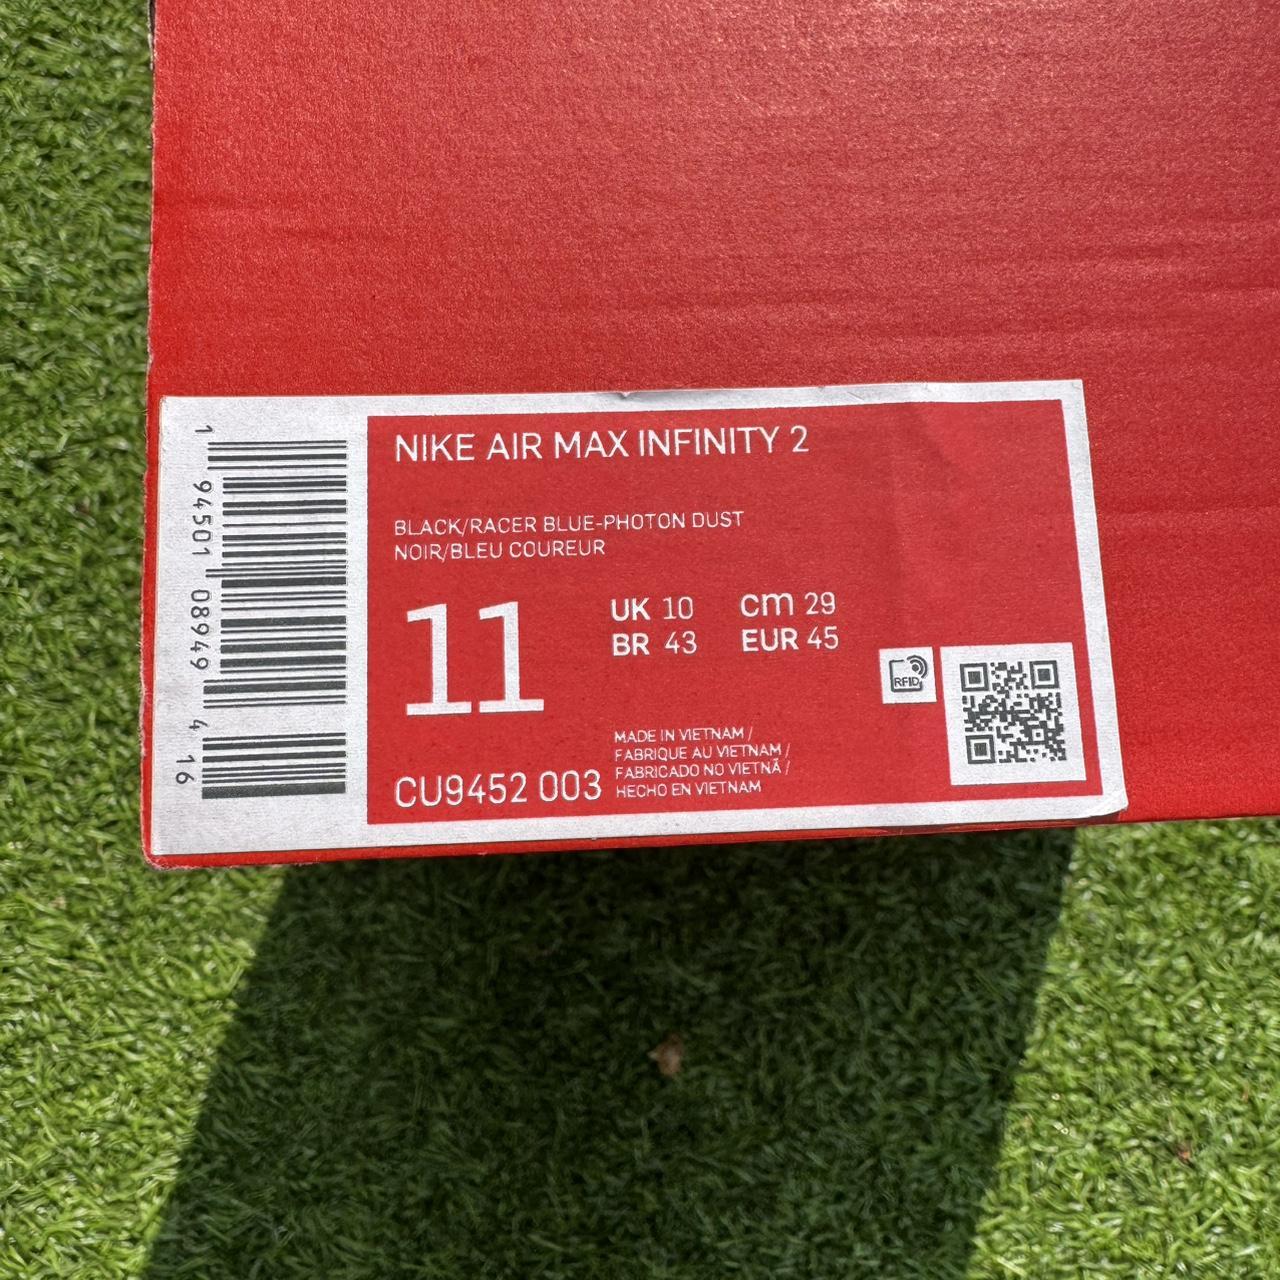 1 94501 08949 4 16
NIKE AIR MAX INFINITY 2
BLACK/RACER BLUE-PHOTON DUST
NOIR/BLEU COUREUR
11
UK 10 cm 29
BR 43 EUR 45
RFID
MADE IN VIETNAM /
FABRIQUE AU VIETNAM /
FABRICADO NO VIETNÃ /
HECHO EN VIETNAM
CU9452 003